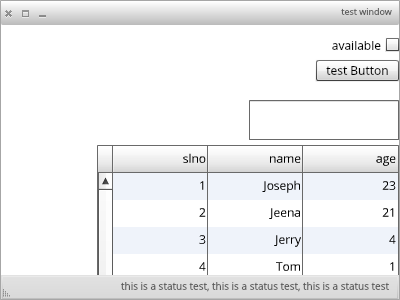 test window
available
test Button
slno name age
1 Joseph 23
2 Jeena 21
3 Jerry 4
4 Tom 1
this is a status test, this is a status test, this is a status test